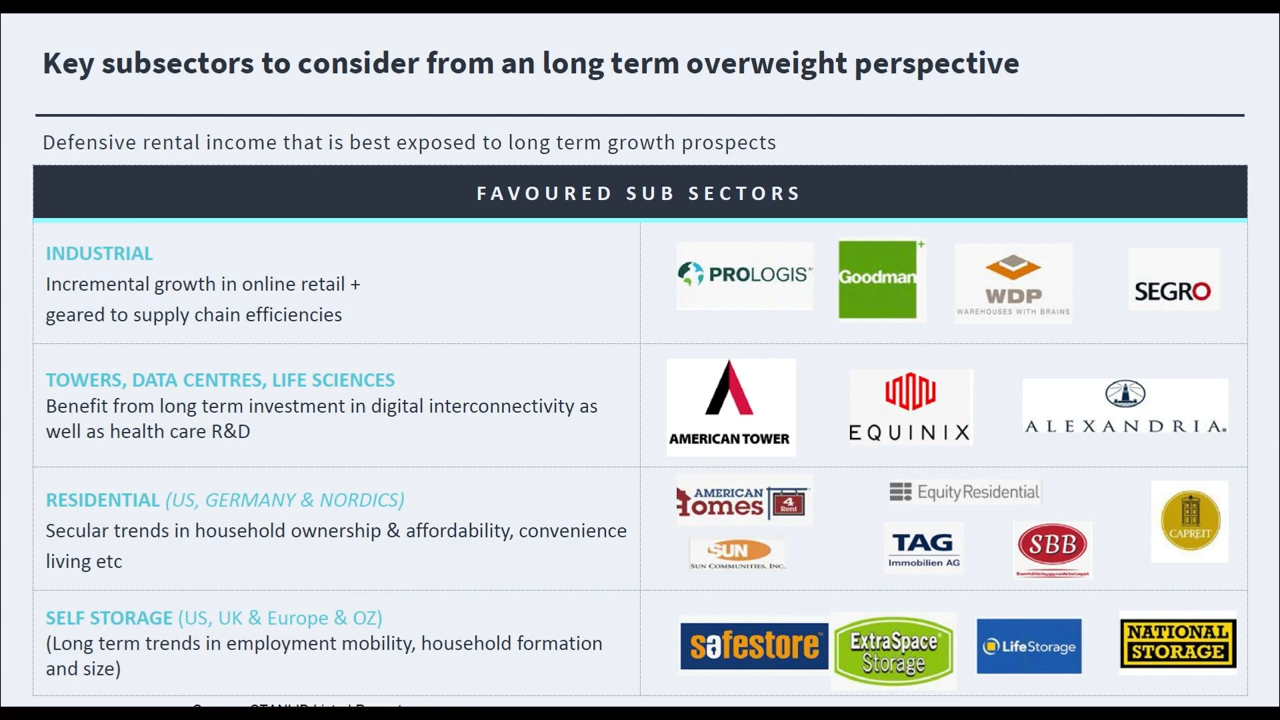 Key subsectors to consider from an long term overweight perspective
Defensive rental income that is best exposed to long term growth prospects
FAVOURED SUB SECTORS
INDUSTRIAL
Incremental growth in online retail +
geared to supply chain efficiencies
PROLOGIS®
Goodman+
WDP
WAREHOUSES WITH BRAINS
SEGRO
TOWERS, DATA CENTRES, LIFE SCIENCES
Benefit from long term investment in digital interconnectivity as
well as health care R&D
AMERICAN TOWER
EQUINIX
ALEXANDRIA®
RESIDENTIAL (US, GERMANY & NORDICS)
Secular trends in household ownership & affordability, convenience
living etc
AMERICAN
Homes
4
Rent
EquityResidential
CAPREIT
SUN
SUN COMMUNITIES, INC.
TAG
Immobilien AG
SBB
Samhällsbyggnadsbolaget
SELF STORAGE (US, UK & Europe & OZ)
(Long term trends in employment mobility, household formation
and size)
safestore™
ExtraSpace®
Storage
LifeStorage
NATIONAL
STORAGE